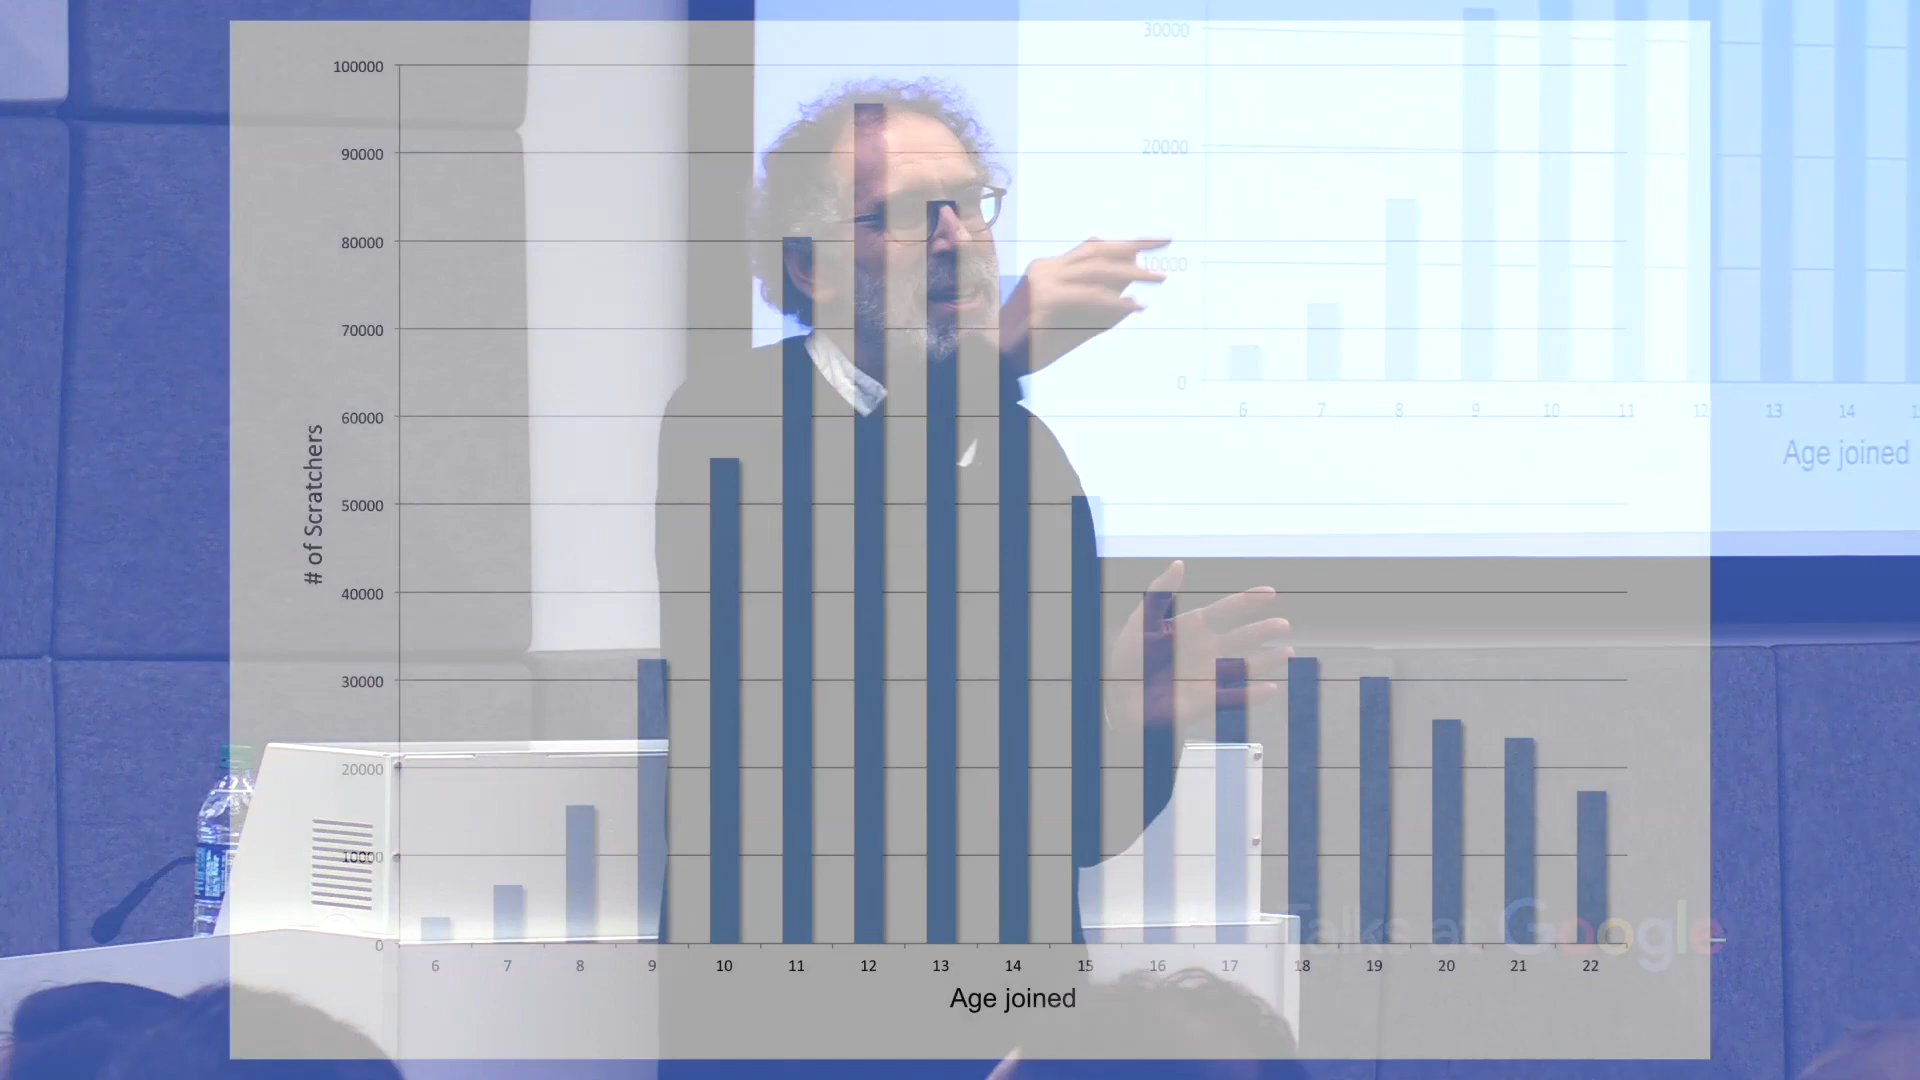 100000
90000
80000
70000
60000
50000
40000
30000
20000
10000
0
# of Scratchers
6 7 8 9 10 11 12 13 14 15 16 17 18 19 20 21 22
Age joined
30000
20000
10000
0
6 7 8 9 10 11 12 13 14
Age joined
Talks at Google